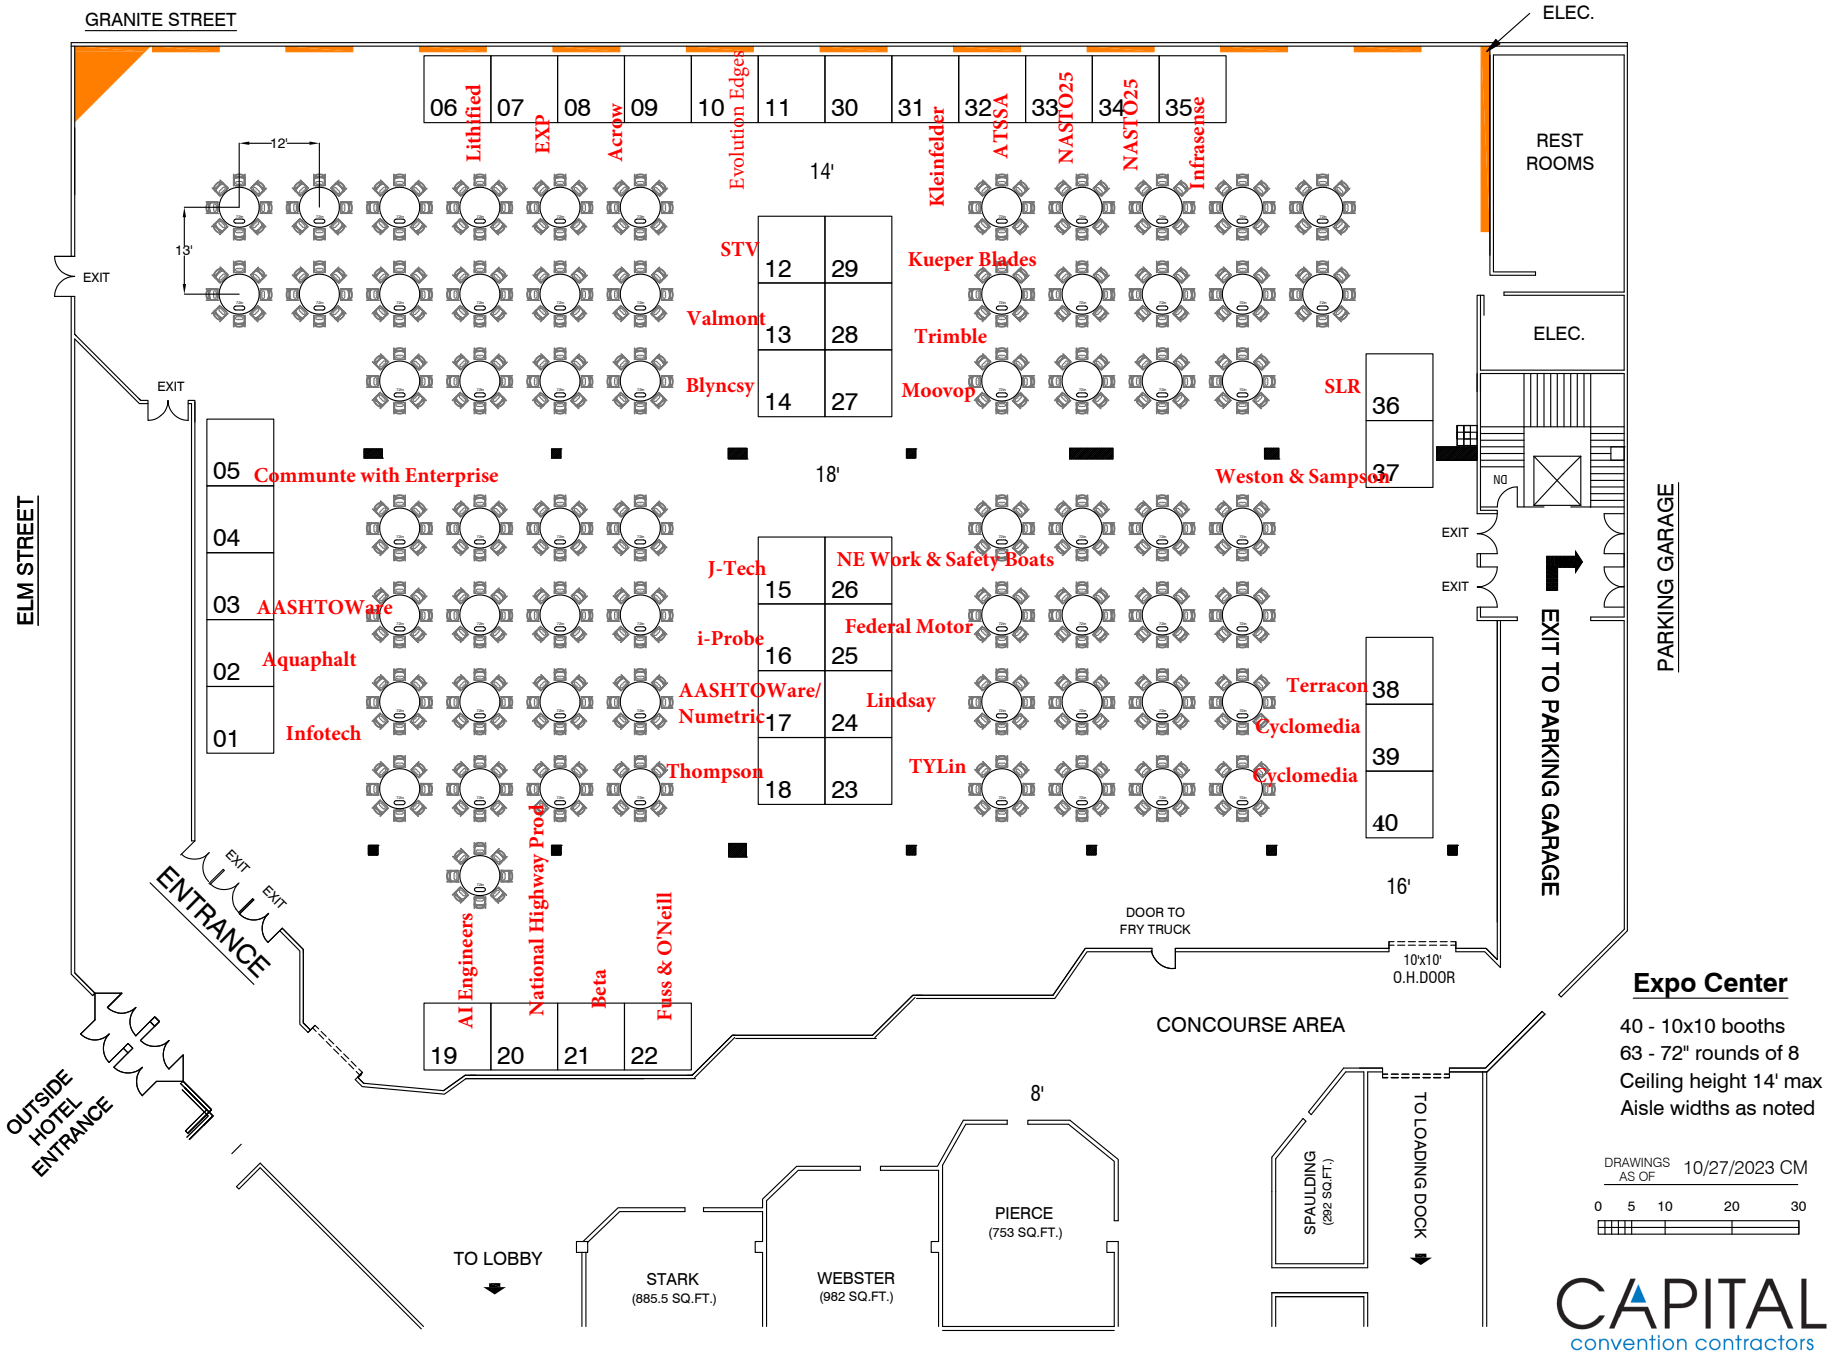 GRANITE STREET
ELEC.
06
07
08
09
10
11
30
31
32
33
34
35
Lithified
EXP
Acrow
Evolution Edges
Kleinfelder
ATSSA
NASTO25
NASTO25
Infrasense
REST
ROOMS
12'
14'
13'
EXIT
STV
12
29
Kueper Blades
Valmont
13
28
Trimble
ELEC.
Blyncsy
14
27
Moovop
SLR
36
EXIT
05
Communte with Enterprise
18'
Weston & Sampson
37
DN
ELM STREET
04
EXIT
PARKING GARAGE
J-Tech
15
NE Work & Safety Boats
26
EXIT
03
AASHTOWare
i-Probe
16
Federal Motor
25
EXIT TO PARKING GARAGE
02
Aquaphalt
AASHTOWare/
Numetric
17
Lindsay
24
Terracon
38
01
Infotech
Cyclomedia
39
Thompson
18
TYLin
23
Cyclomedia
40
EXIT
EXIT
ENTRANCE
16'
DOOR TO
FRY TRUCK
10'x10'
O.H.DOOR
AI Engineers
National Highway Prod
Beta
Fuss & O'Neill
19
20
21
22
CONCOURSE AREA
Expo Center
40 - 10x10 booths
63 - 72" rounds of 8
Ceiling height 14' max
Aisle widths as noted
OUTSIDE
HOTEL
ENTRANCE
8'
TO LOADING DOCK
SPAULDING
(292 SQ.FT.)
DRAWINGS
AS OF
10/27/2023 CM
0 5 10 20 30
PIERCE
(753 SQ.FT.)
TO LOBBY
STARK
(885.5 SQ.FT.)
WEBSTER
(982 SQ.FT.)
CAPITAL
convention contractors